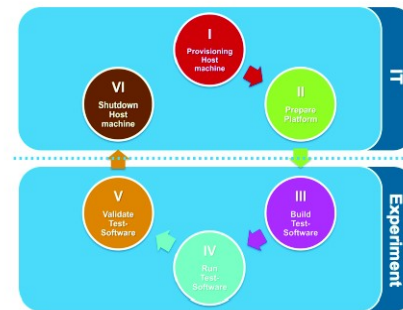 I
Provisioning
Host
machine
II
Prepare
Platform
IT
VI
Shutdown
Host
machine
III
Build
Test-
Software
Experiment
V
Validate
Test-
Software
IV
Run
Test-
Software